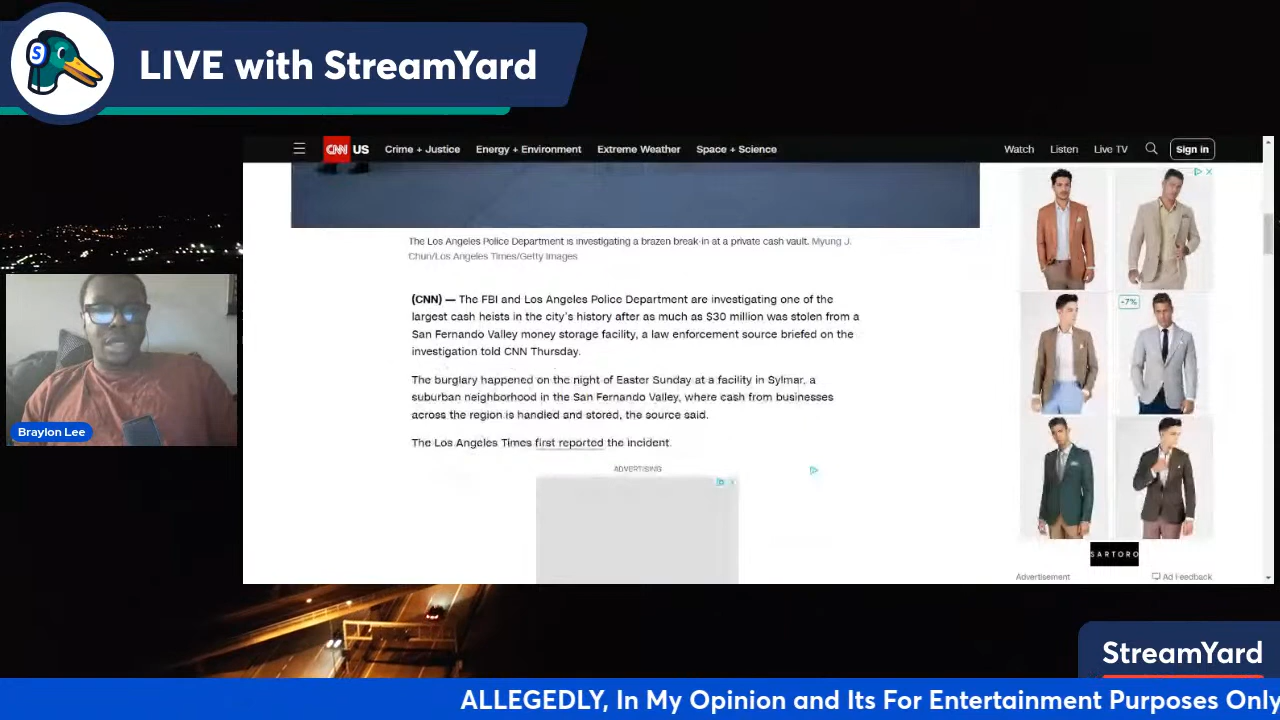 S
LIVE with StreamYard
CNN US Crime + Justice Energy + Environment Extreme Weather Space + Science Watch Listen Live TV Sign in
The Los Angeles Police Department is investigating a brazen break-in at a private cash vault. Myung J.
Chun/Los Angeles Times/Getty Images
(CNN) — The FBI and Los Angeles Police Department are investigating one of the
largest cash heists in the city's history after as much as $30 million was stolen from a
San Fernando Valley money storage facility, a law enforcement source briefed on the
investigation told CNN Thursday.
The burglary happened on the night of Easter Sunday at a facility in Sylmar, a
suburban neighborhood in the San Fernando Valley, where cash from businesses
across the region is handled and stored, the source said.
The Los Angeles Times first reported the incident.
ADVERTISING
-7%
SARTORO
Advertisement Ad Feedback
Braylon Lee
StreamYard
ALLEGEDLY, In My Opinion and Its For Entertainment Purposes Only